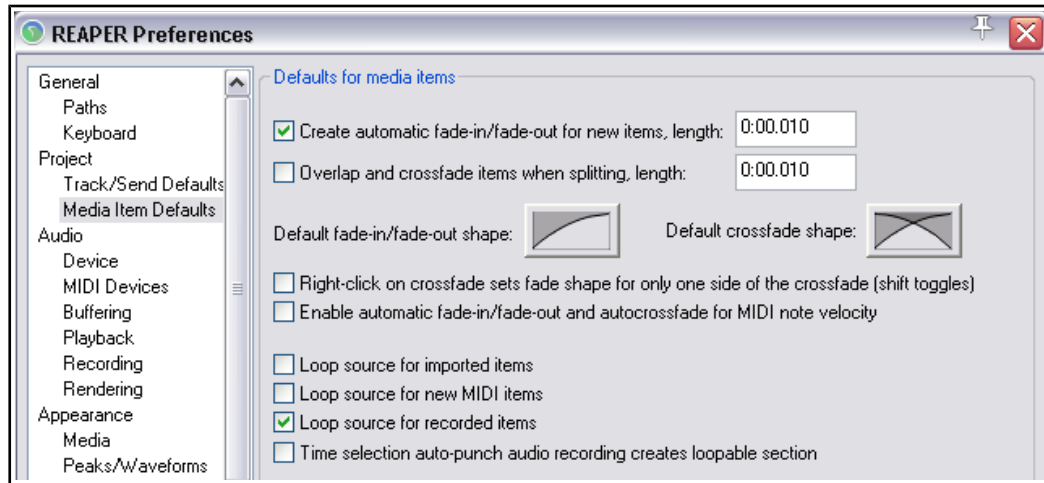 REAPER Preferences
General
Paths
Keyboard
Project
Track/Send Defaults
Media Item Defaults
Audio
Device
MIDI Devices
Buffering
Playback
Recording
Rendering
Appearance
Media
Peaks/Waveforms
Defaults for media items
Create automatic fade-in/fade-out for new items, length: 0:00.010
Overlap and crossfade items when splitting, length: 0:00.010
Default fade-in/fade-out shape: Default crossfade shape:
Right-click on crossfade sets fade shape for only one side of the crossfade (shift toggles)
Enable automatic fade-in/fade-out and autocrossfade for MIDI note velocity
Loop source for imported items
Loop source for new MIDI items
Loop source for recorded items
Time selection auto-punch audio recording creates loopable section